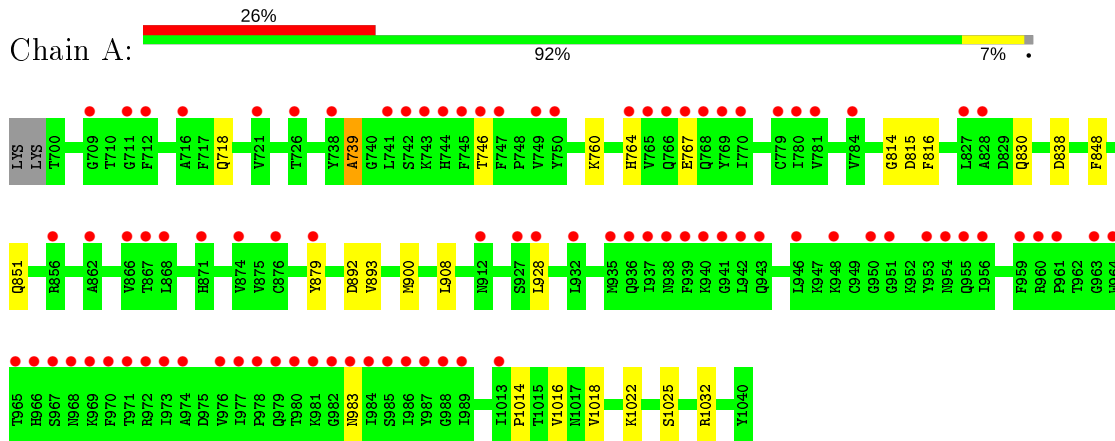 26%
Chain A:
92%
7%
LYS LYS T700 G709 T710 G711 F712 A716 F717 Q718 V721 T726 Y738 A739 G740 L741 S742 K743 H744 F745 T746 F747 P748 V749 Y750 K760 H764 V765 Q766 E767 Q768 Y769 I770 C779 I780 V781 V784 G814 D815 F816 L827 A828 D829 Q830 D838 F848
Q851 R856 A862 V866 T867 L868 H871 V874 V875 C876 Y879 D892 V893 M900 L908 N912 S927 L928 L932 M935 Q936 I937 N938 F939 K940 G941 L942 Q943 L946 K947 K948 C949 G950 G951 K952 Y953 N954 Q955 I956 F959 R960 P961 T962 G963 W964
T965 H966 S967 N968 K969 F970 T971 R972 I973 A974 D975 V976 I977 P978 Q979 T980 K981 G982 N983 I984 S985 I986 Y987 G988 I989 I1013 P1014 T1015 V1016 N1017 V1018 K1022 S1025 R1032 Y1040